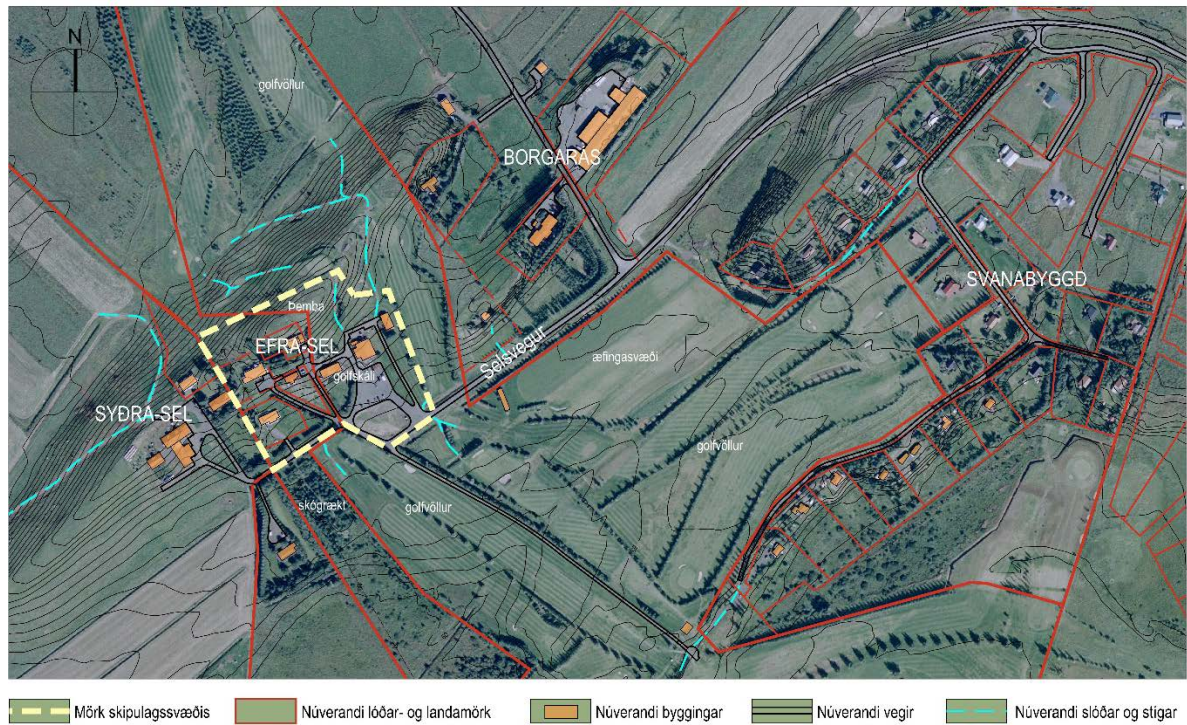 N
golfvöllur
BORGARÁS
Þemba
EFRA-SEL
golfskáli
SYÐRA-SEL
Selsvegur
æfingasvæði
SVANABYGGÐ
golfvöllur
skógrækt
golfvöllur
Mörk skipulagssvæðis
Núverandi lóðar- og landamörk
Núverandi byggingar
Núverandi vegir
Núverandi slóðar og stígar